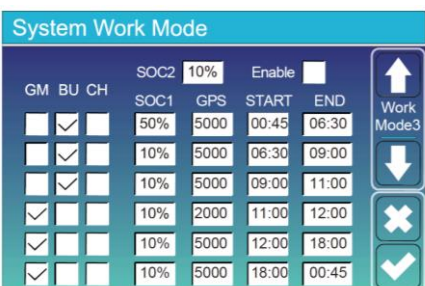 System Work Mode
SOC2 10% Enable
GM BU CH SOC1 GPS START END
50% 5000 00:45 06:30
10% 5000 06:30 09:00
10% 5000 09:00 11:00
10% 2000 11:00 12:00
10% 5000 12:00 18:00
10% 5000 18:00 00:45
Work
Mode3